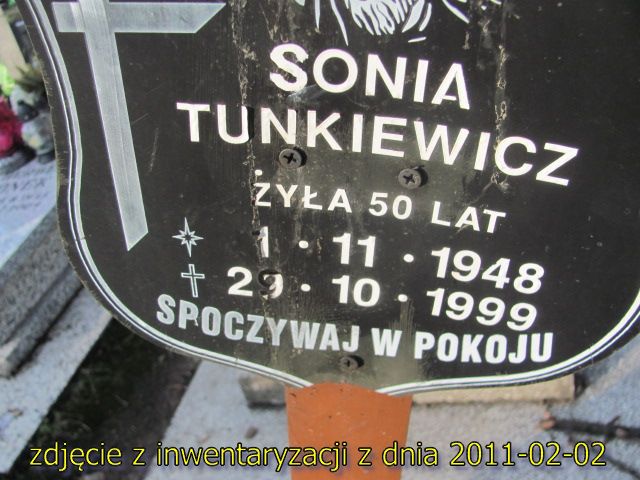 SONIA
TUNKIEWICZ
ŻYŁA 50 LAT
1 · 11 · 1948
29 · 10 · 1999
SPOCZYWAJ W POKOJU
zdjęcie z inwentaryzacji z dnia 2011-02-02